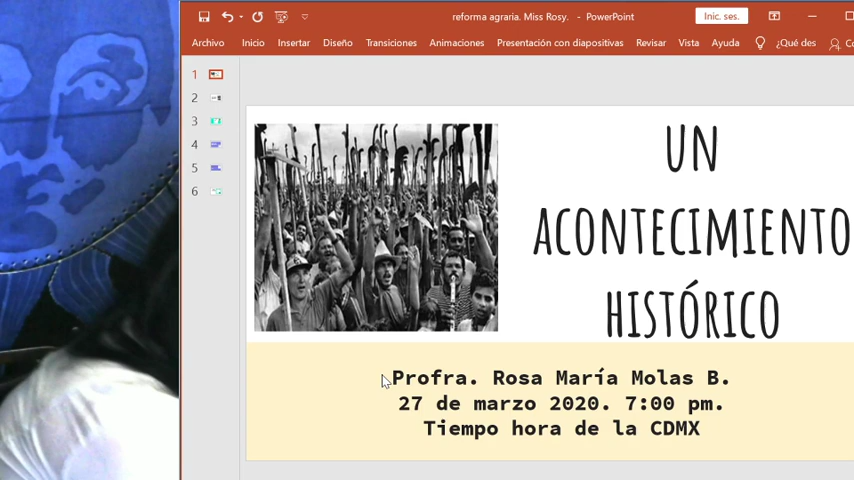 reforma agraria. Miss Rosy. - PowerPoint
Inic. ses.
Archivo Inicio Insertar Diseño Transiciones Animaciones Presentación con diapositivas Revisar Vista Ayuda ¿Qué des
1
2
3
4
5
6
UN
ACONTECIMIENTO
HISTÓRICO
Profra. Rosa María Molas B.
27 de marzo 2020. 7:00 pm.
Tiempo hora de la CDMX